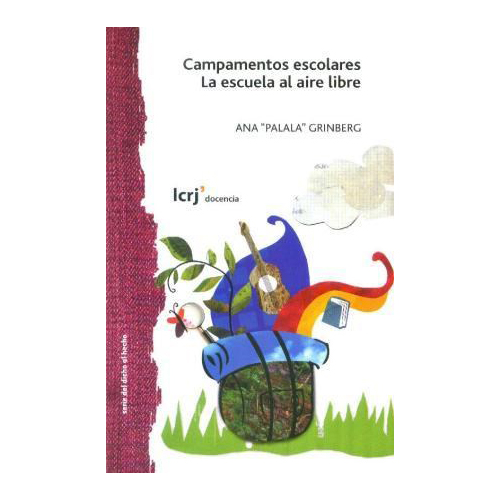 Campamentos escolares
La escuela al aire libre
ANA "PALALA" GRINBERG
lcrj' docencia
serie del dicho al hecho